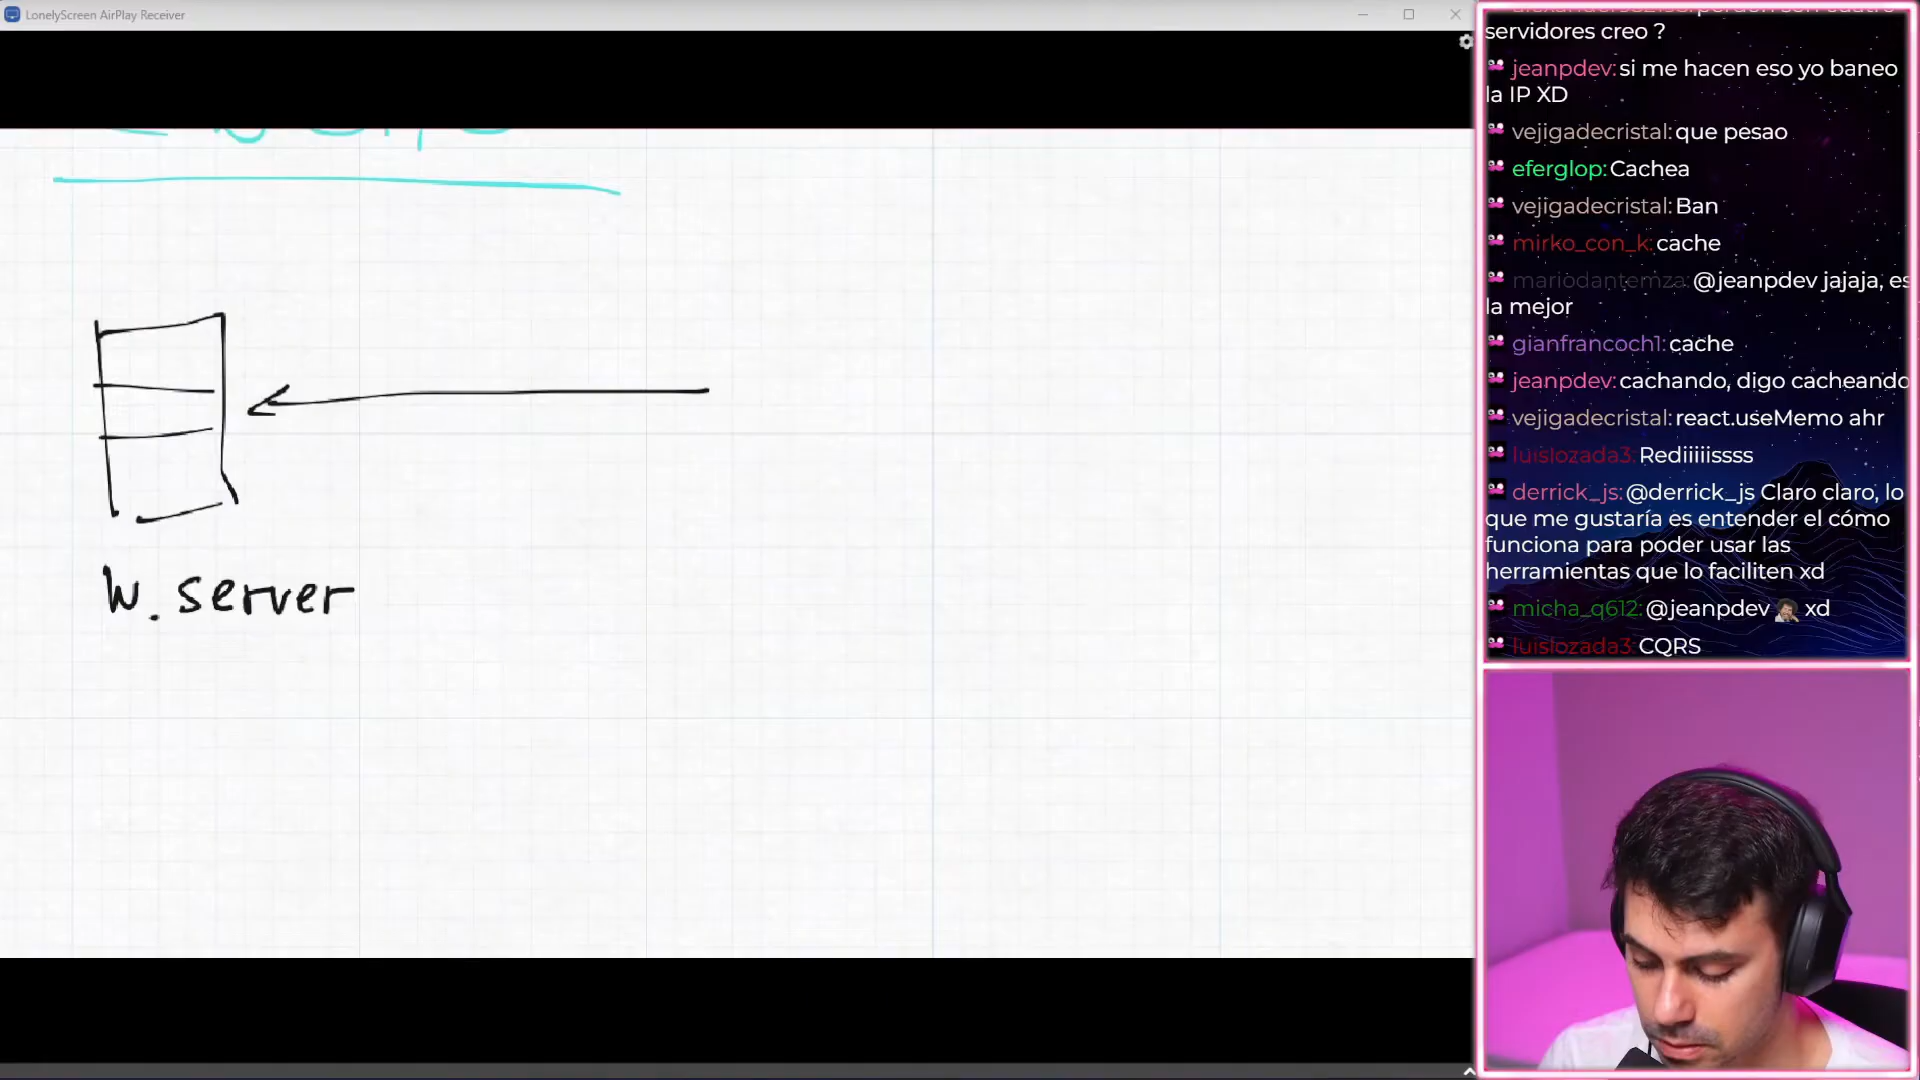 LonelyScreen AirPlay Receiver
w. server
servidores creo ?
jeanpdev: si me hacen eso yo baneo
la IP XD
vejigadecristal: que pesao
eferglop: Cachea
vejigadecristal: Ban
mirko_con_k: cache
mariodantemza: @jeanpdev jajaja, es
la mejor
gianfrancoch1: cache
jeanpdev: cachando, digo cacheando
vejigadecristal: react.useMemo ahr
luislozada3: Rediiiiissss
derrick_js: @derrick_js Claro claro, lo
que me gustaría es entender el cómo
funciona para poder usar las
herramientas que lo faciliten xd
micha_q612: @jeanpdev xd
luislozada3: CQRS